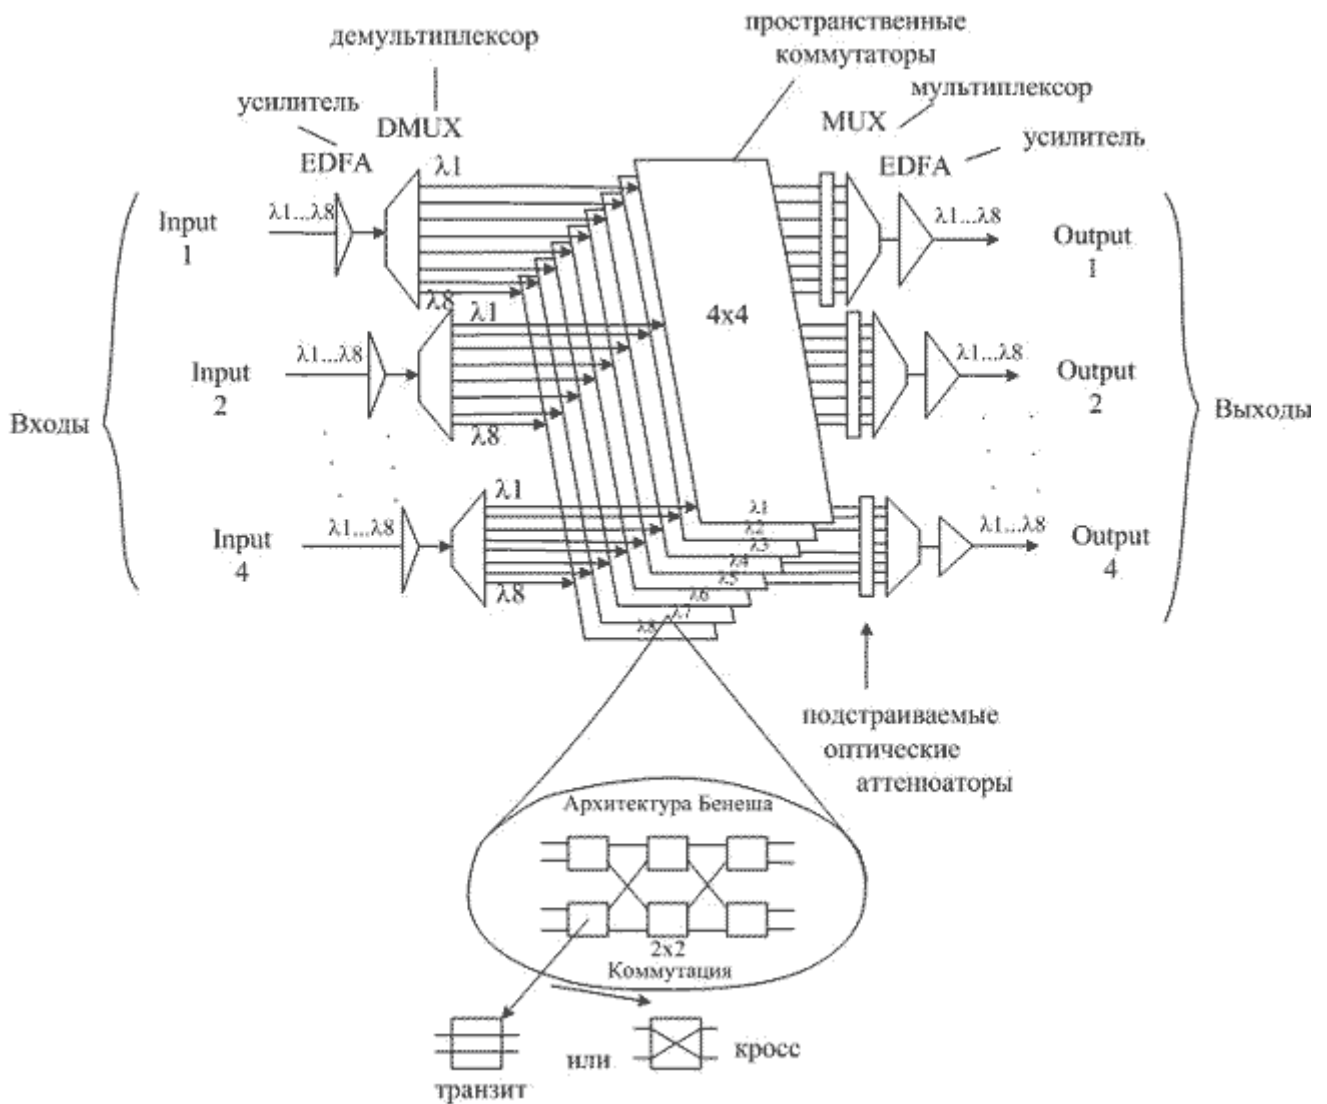 демультиплексор
пространственные
коммутаторы
усилитель
DMUX
EDFA
мультиплексор
MUX
усилитель
EDFA
λ1
λ1...λ8
Input
1
λ8
4x4
λ1...λ8
Output
1
λ1
λ1...λ8
Input
2
λ8
λ1...λ8
Output
2
Входы
Выходы
λ1
λ1...λ8
Input
4
λ8
λ1
λ2
λ3
λ4
λ5
λ6
λ7
λ8
λ1...λ8
Output
4
подстраиваемые
оптические
аттенюаторы
Архитектура Бенеша
2x2
Коммутация
транзит
или
кросс